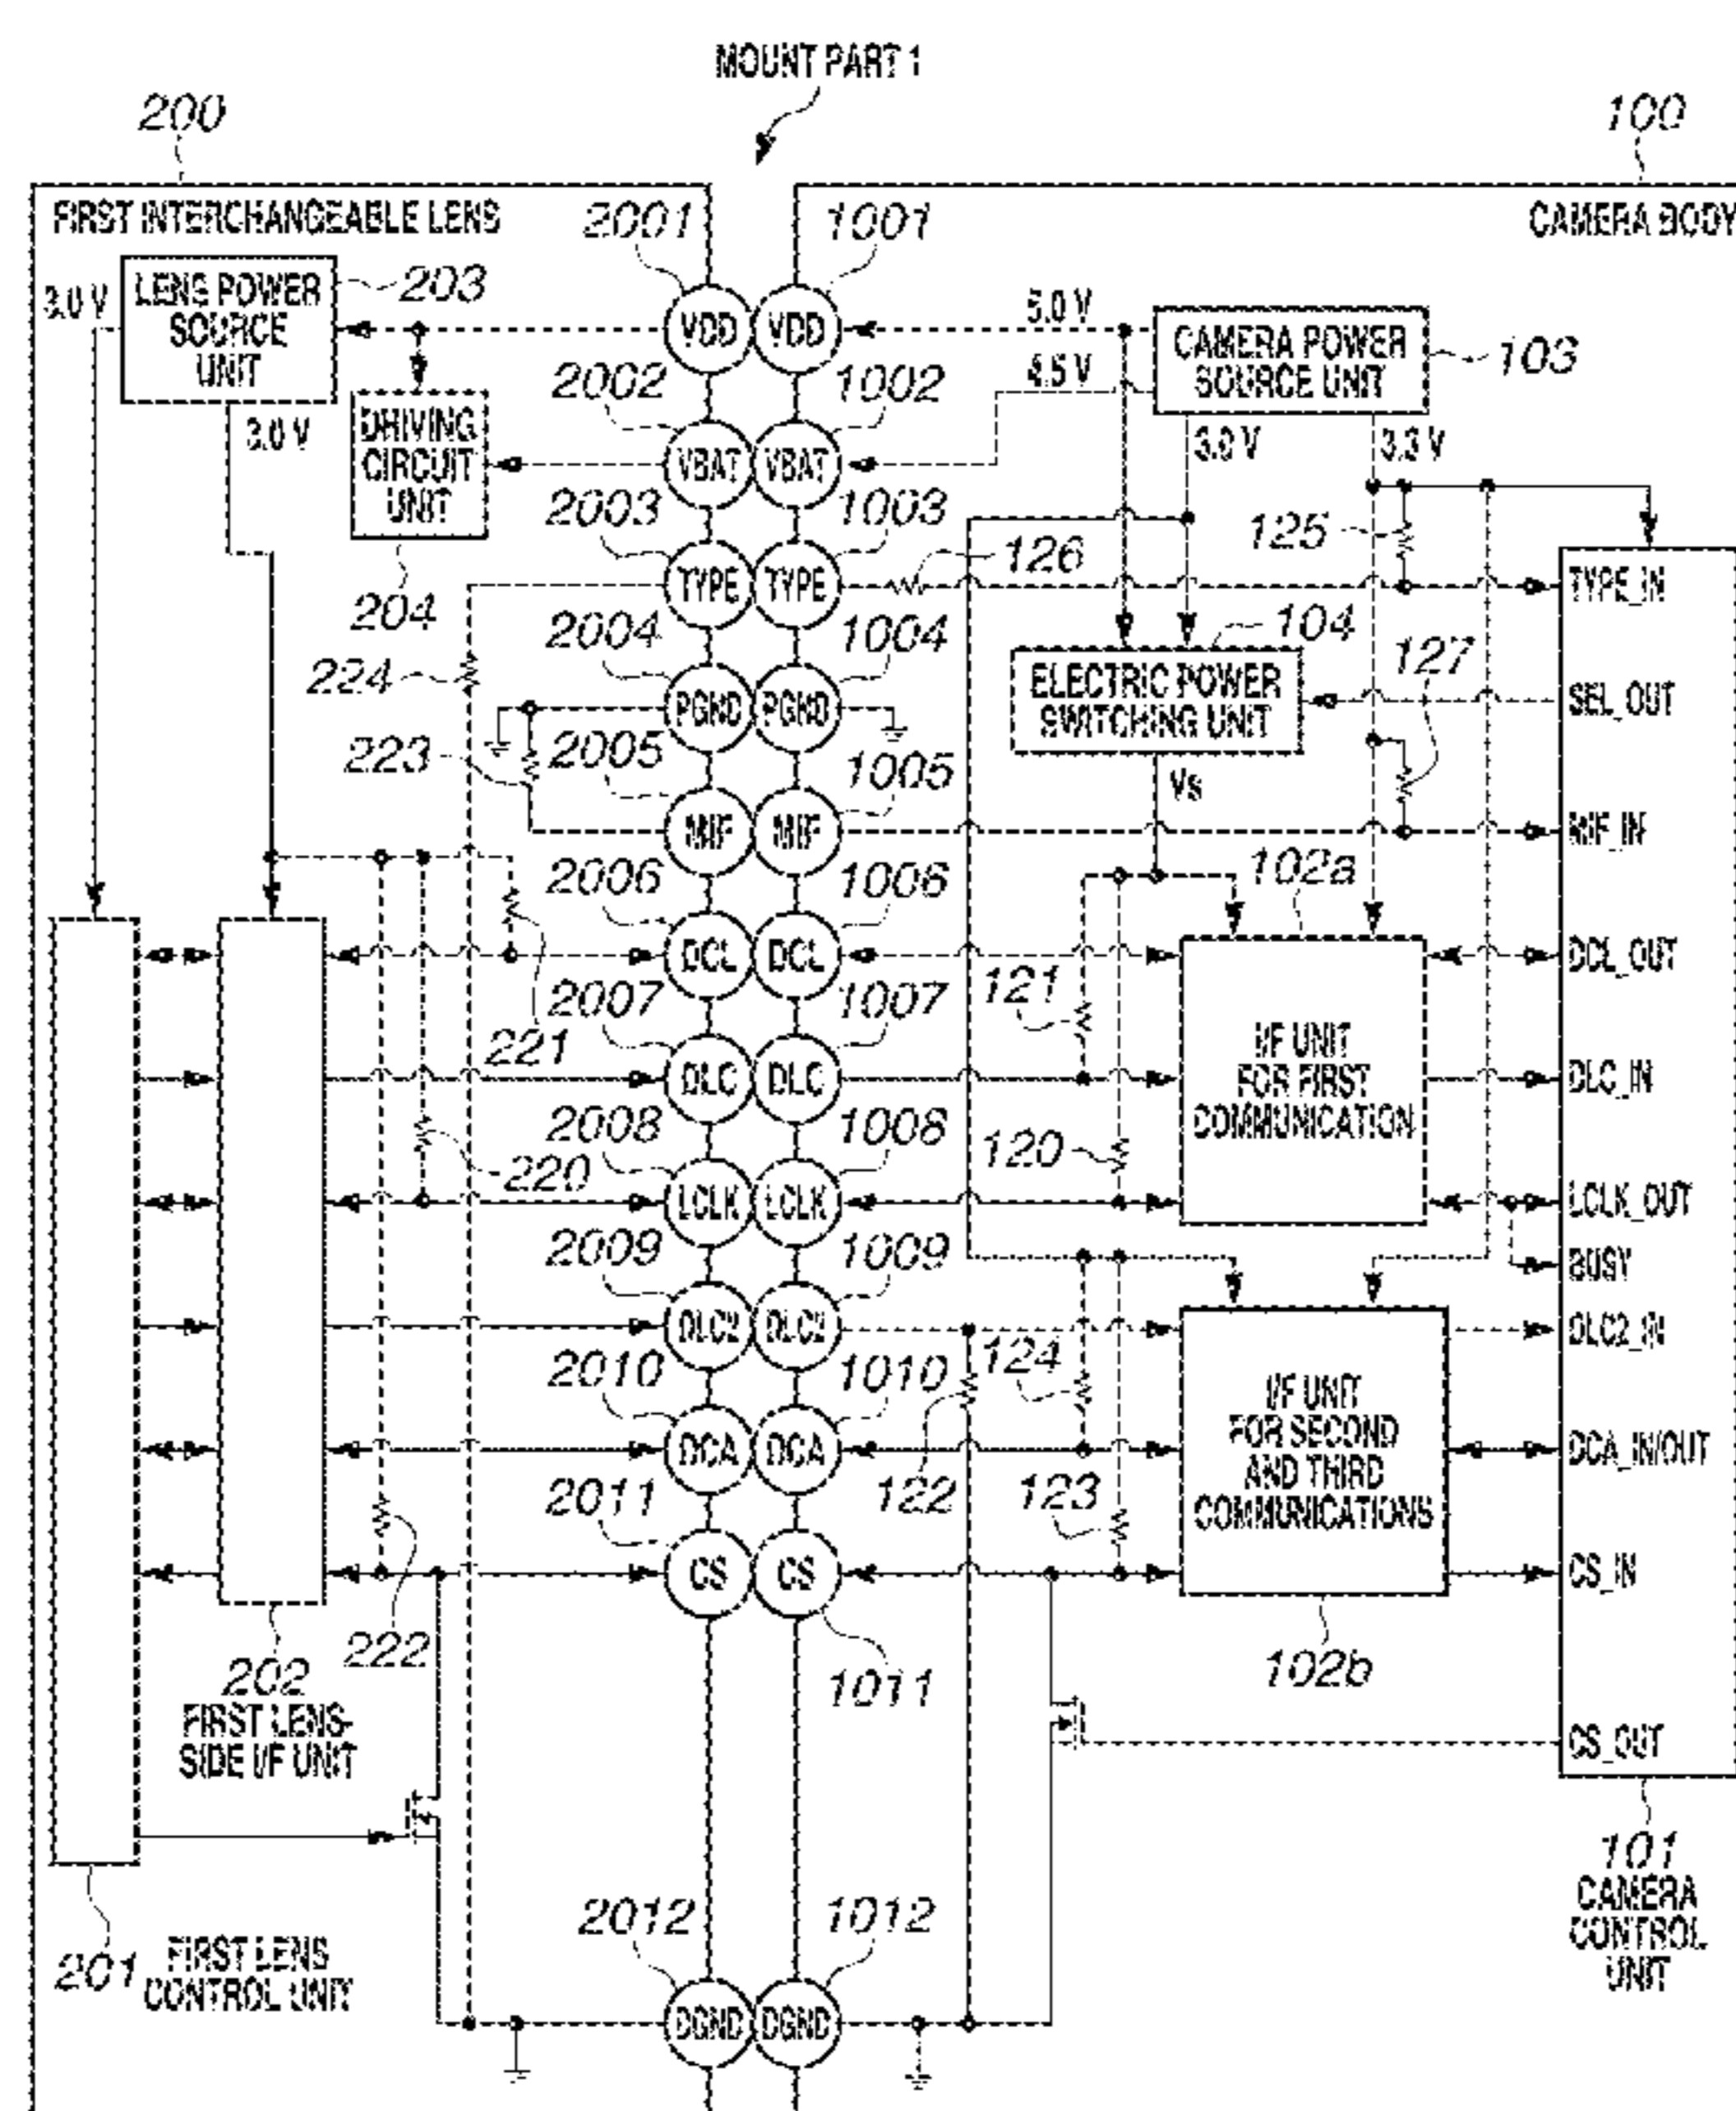 MOUNT PART 1
200
100
FIRST INTERCHANGEABLE LENS
2001
1001
CAMERA BODY
3.0 V
LENS POWER
SOURCE
UNIT
203
VDD
VDD
5.0 V
CAMERA POWER
SOURCE UNIT
103
2002
1002
4.5 V
3.0 V
DRIVING
CIRCUIT
UNIT
VBAT
VBAT
3.0 V
3.3 V
2003
1003
125
126
204
TYPE
TYPE
TYPE_IN
2004
1004
104
127
224
PGND
PGND
ELECTRIC POWER
SWITCHING UNIT
SEL_OUT
223
2005
1005
Vs
MIF
MIF
MIF_IN
2006
1006
102a
DCL
DCL
DCL_OUT
2007
1007
121
221
DLC
DLC
I/F UNIT
FOR FIRST
COMMUNICATION
DLC_IN
2008
1008
120
220
LCLK
LCLK
LCLK_OUT
2009
1009
BUSY
DLC2
DLC2
DLC2_IN
2010
1010
124
I/F UNIT
FOR SECOND
AND THIRD
COMMUNICATIONS
DCA
DCA
DCA_IN/OUT
2011
122
123
CS
CS
CS_IN
222
202
FIRST LENS-
SIDE I/F UNIT
1011
102b
CS_OUT
101
CAMERA
CONTROL
UNIT
2012
1012
201
FIRST LENS
CONTROL UNIT
DGND
DGND